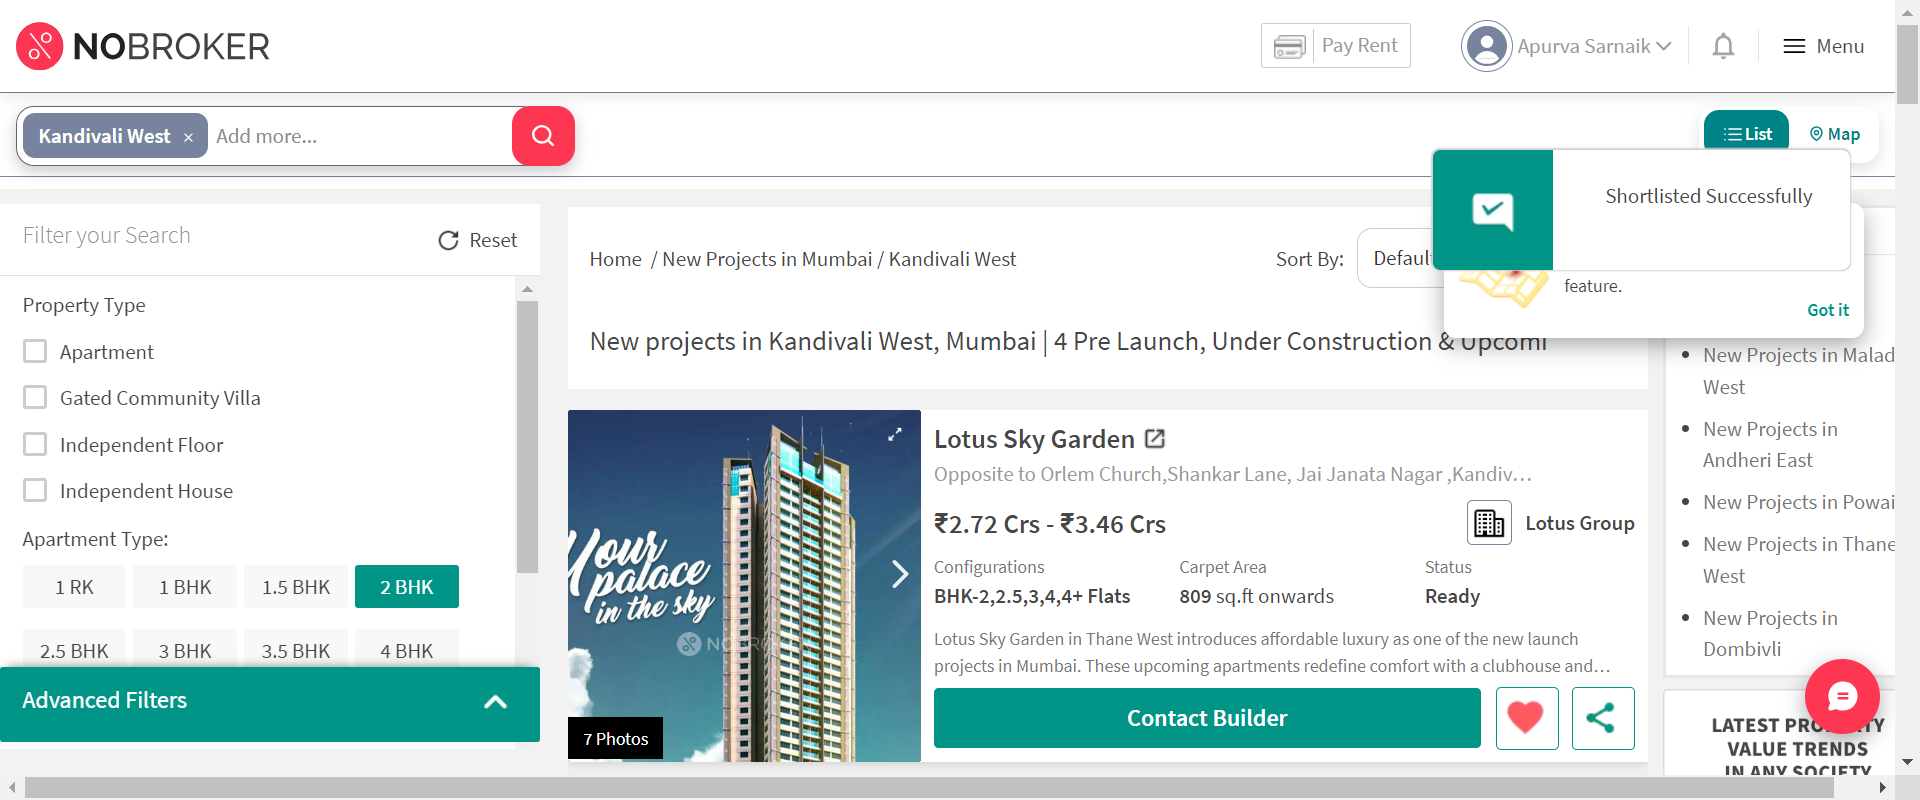 NOBROKER
Pay Rent
Apurva Sarnaik
Menu
Kandivali West ×
Add more...
List
Map
Shortlisted Successfully
feature.
Got it
Filter your Search
Reset
Property Type
Apartment
Gated Community Villa
Independent Floor
Independent House
Apartment Type:
1 RK
1 BHK
1.5 BHK
2 BHK
2.5 BHK
3 BHK
3.5 BHK
4 BHK
Advanced Filters
Home / New Projects in Mumbai / Kandivali West
Sort By:
Default
New projects in Kandivali West, Mumbai | 4 Pre Launch, Under Construction & Upcomi
Your
palace
in the sky
NOBRO
7 Photos
Lotus Sky Garden
Opposite to Orlem Church,Shankar Lane, Jai Janata Nagar ,Kandiv...
₹2.72 Crs - ₹3.46 Crs
Lotus Group
Configurations
Carpet Area
Status
BHK-2,2.5,3,4,4+ Flats
809 sq.ft onwards
Ready
Lotus Sky Garden in Thane West introduces affordable luxury as one of the new launch
projects in Mumbai. These upcoming apartments redefine comfort with a clubhouse and...
Contact Builder
New Projects in Malad
West
New Projects in
Andheri East
New Projects in Powai
New Projects in Thane
West
New Projects in
Dombivli
LATEST PROPERTY
VALUE TRENDS
IN ANY SOCIETY